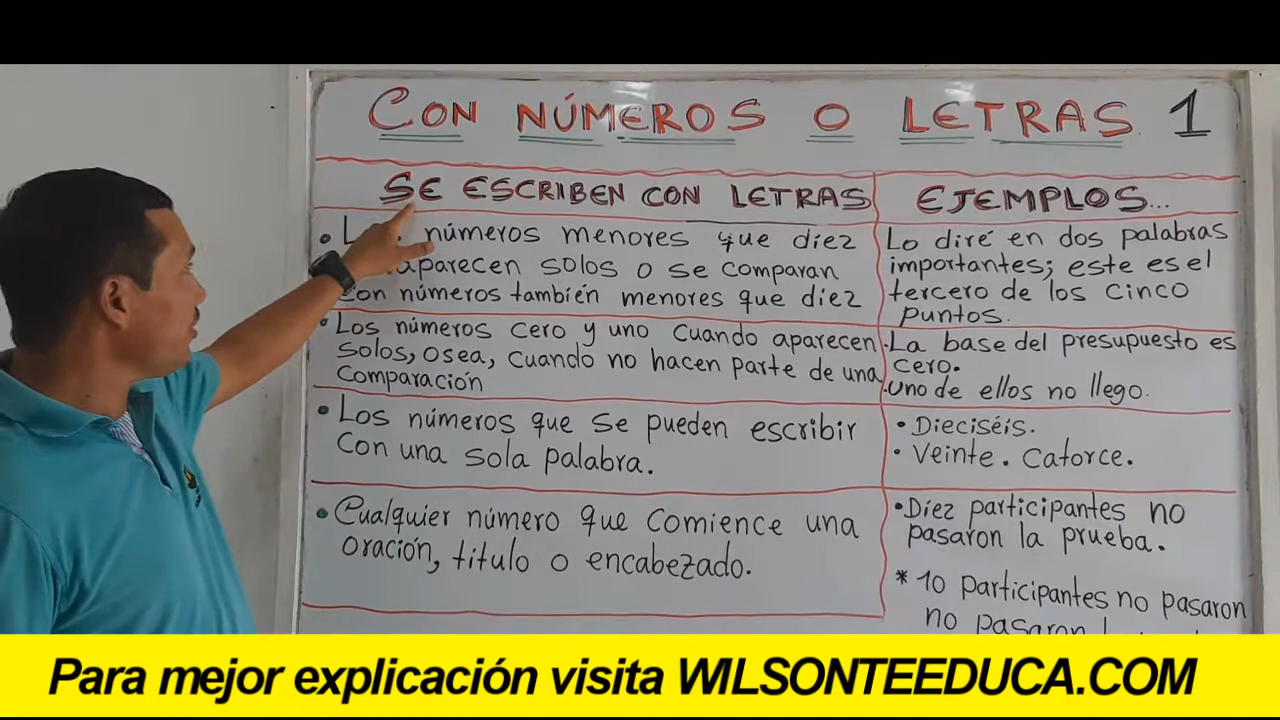 CON NÚMEROS O LETRAS 1
SE ESCRIBEN CON LETRAS
EJEMPLOS...
números menores que diez
aparecen solos o se comparan
con números también menores que diez
Lo diré en dos palabras
importantes; este es el
tercero de los cinco
puntos.
• Los números cero y uno cuando aparecen
solos, osea, cuando no hacen parte de una
comparación
.La base del presupuesto es
cero.
.uno de ellos no llego.
• Los números que se pueden escribir
con una sola palabra.
• Dieciséis.
• Veinte. Catorce.
• Cualquier número que comience una
oración, titulo o encabezado.
• Diez participantes no
pasaron la prueba.
* 10 participantes no pasaron
no pasaron
Para mejor explicación visita WILSONTEEDUCA.COM